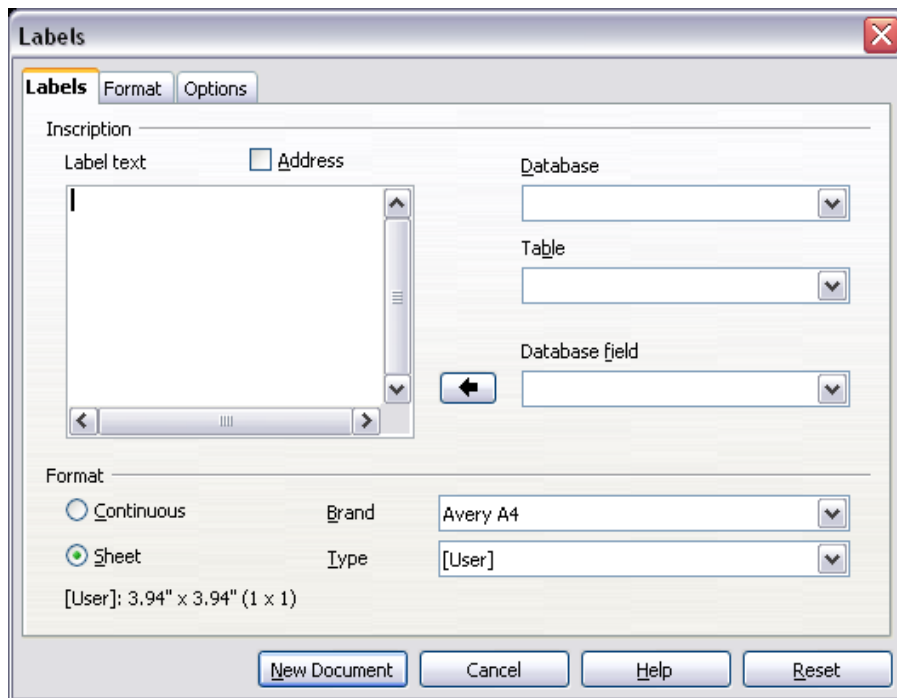 Labels
Labels Format Options
Inscription
Label text Address Database
Table
Database field
Format
Continuous Brand Avery A4
Sheet Type [User]
[User]: 3.94" x 3.94" (1 x 1)
New Document Cancel Help Reset